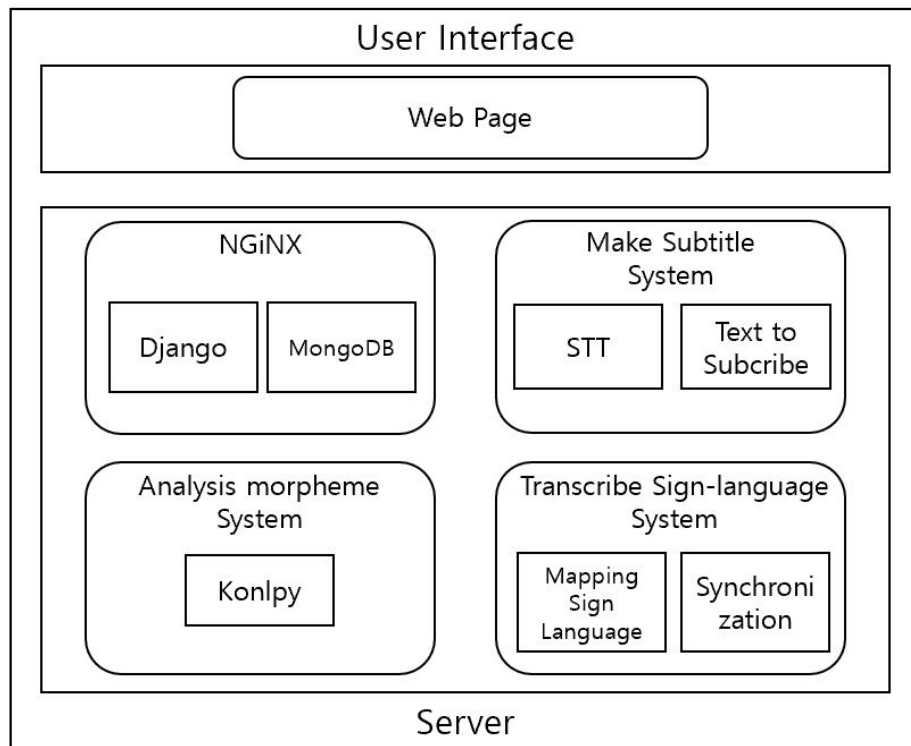 User Interface
Web Page
NGiNX
Django
MongoDB
Make Subtitle
System
STT
Text to
Subcribe
Analysis morpheme
System
Konlpy
Transcribe Sign-language
System
Mapping
Sign
Language
Synchroni
zation
Server